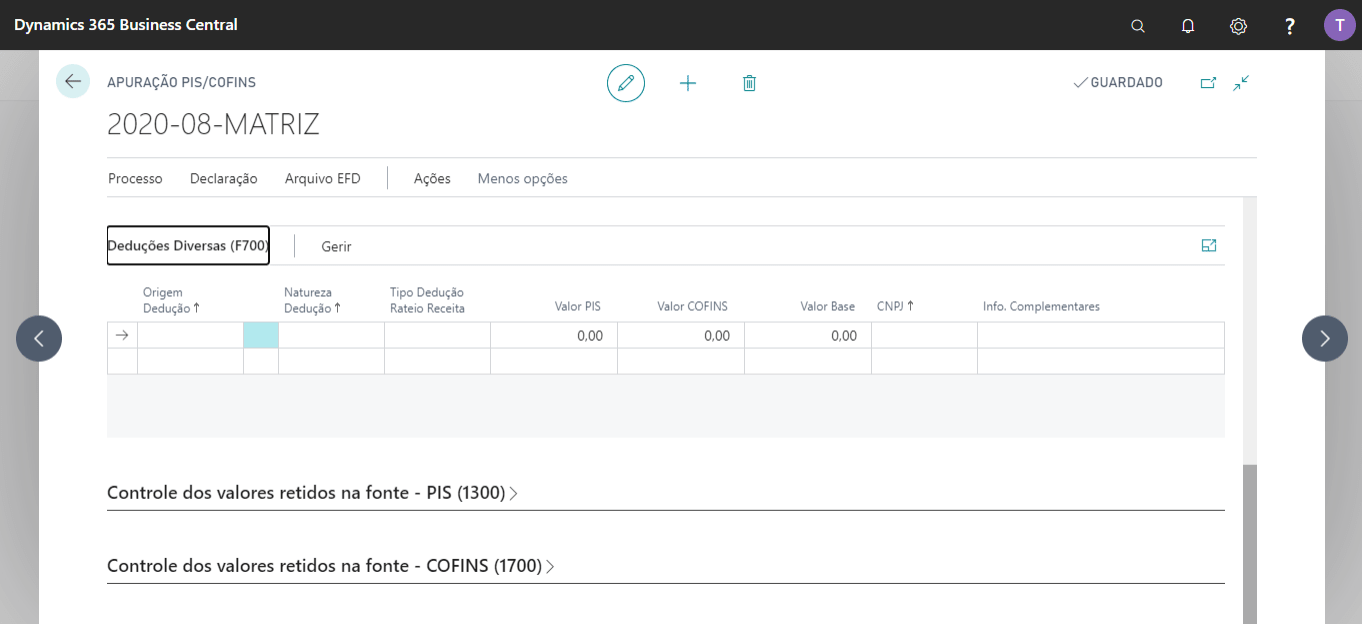 Dynamics 365 Business Central
?
T
APURAÇÃO PIS/COFINS
GUARDADO
2020-08-MATRIZ
Processo Declaração Arquivo EFD Ações Menos opções
Deduções Diversas (F700) Gerir
Origem Natureza Tipo Dedução
Dedução ↑ Dedução ↑ Rateio Receita Valor PIS Valor COFINS Valor Base CNPJ ↑ Info. Complementares
→ 0,00 0,00 0,00
Controle dos valores retidos na fonte - PIS (1300) >
Controle dos valores retidos na fonte - COFINS (1700) >